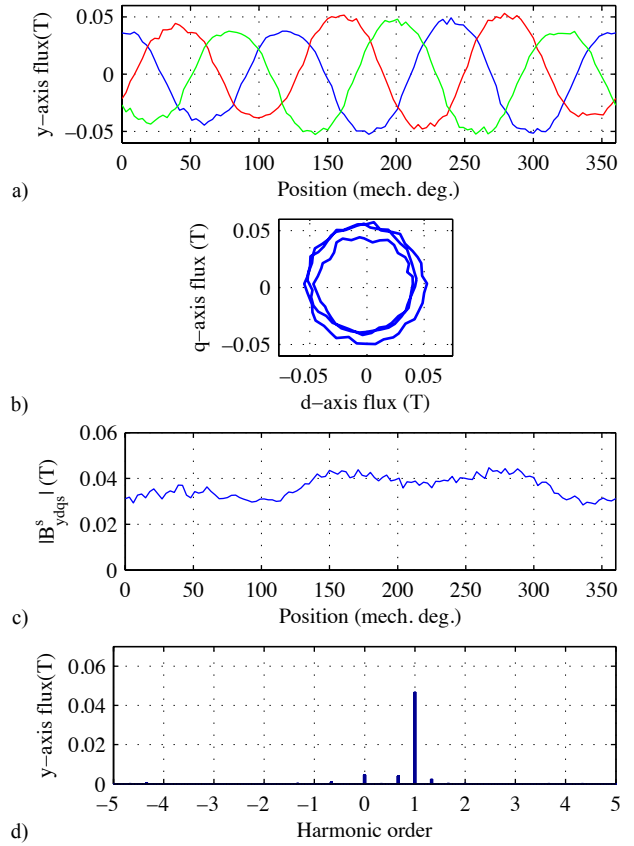 y−axis flux(T)
0.05
0
−0.05
0 50 100 150 200 250 300 350
Position (mech. deg.)
a)
q−axis flux (T)
0.05
0
−0.05
−0.05 0 0.05
d−axis flux (T)
b)
|B^s_ydqs| (T)
0.06
0.04
0.02
0
0 50 100 150 200 250 300 350
Position (mech. deg.)
c)
y−axis flux(T)
0.06
0.04
0.02
0
−5 −4 −3 −2 −1 0 1 2 3 4 5
Harmonic order
d)